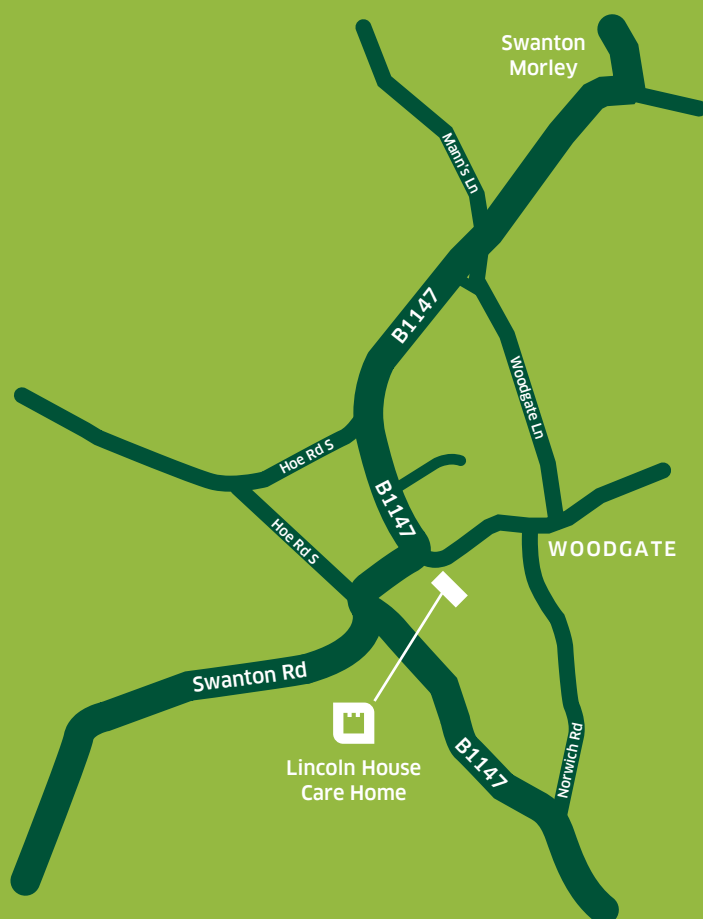 Swanton
Morley
Mann's Ln
B1147
Woodgate Ln
Hoe Rd S
B1147
Hoe Rd S
WOODGATE
Swanton Rd
Norwich Rd
B1147
Lincoln House
Care Home